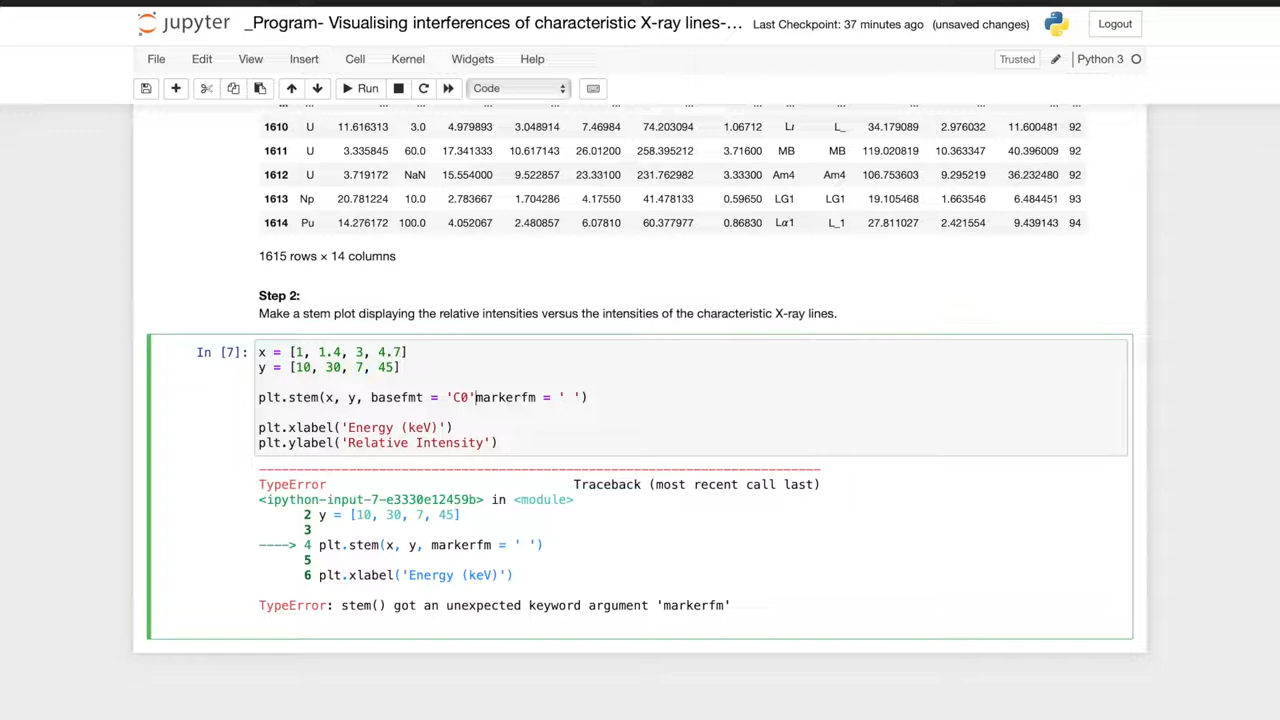 jupyter _Program- Visualising interferences of characteristic X-ray lines-... Last Checkpoint: 37 minutes ago (unsaved changes) Logout
File Edit View Insert Cell Kernel Widgets Help Trusted Python 3
Run Code
1610 U 11.616313 3.0 4.979893 3.048914 7.46984 74.203094 1.06712 Lι L_ 34.179089 2.976032 11.600481 92
1611 U 3.335845 60.0 17.341333 10.617143 26.01200 258.395212 3.71600 MB MB 119.020819 10.363347 40.396009 92
1612 U 3.719172 NaN 15.554000 9.522857 23.33100 231.762982 3.33300 Am4 Am4 106.753603 9.295219 36.232480 92
1613 Np 20.781224 10.0 2.783667 1.704286 4.17550 41.478133 0.59650 LG1 LG1 19.105468 1.663546 6.484451 93
1614 Pu 14.276172 100.0 4.052067 2.480857 6.07810 60.377977 0.86830 Lα1 L_1 27.811027 2.421554 9.439143 94
1615 rows × 14 columns
Step 2:
Make a stem plot displaying the relative intensities versus the intensities of the characteristic X-ray lines.
In [7]: x = [1, 1.4, 3, 4.7]
y = [10, 30, 7, 45]
plt.stem(x, y, basefmt = 'C0'markerfm = ' ')
plt.xlabel('Energy (keV)')
plt.ylabel('Relative Intensity')
TypeError Traceback (most recent call last)
<ipython-input-7-e3330e12459b> in <module>
2 y = [10, 30, 7, 45]
3
----> 4 plt.stem(x, y, markerfm = ' ')
5
6 plt.xlabel('Energy (keV)')
TypeError: stem() got an unexpected keyword argument 'markerfm'